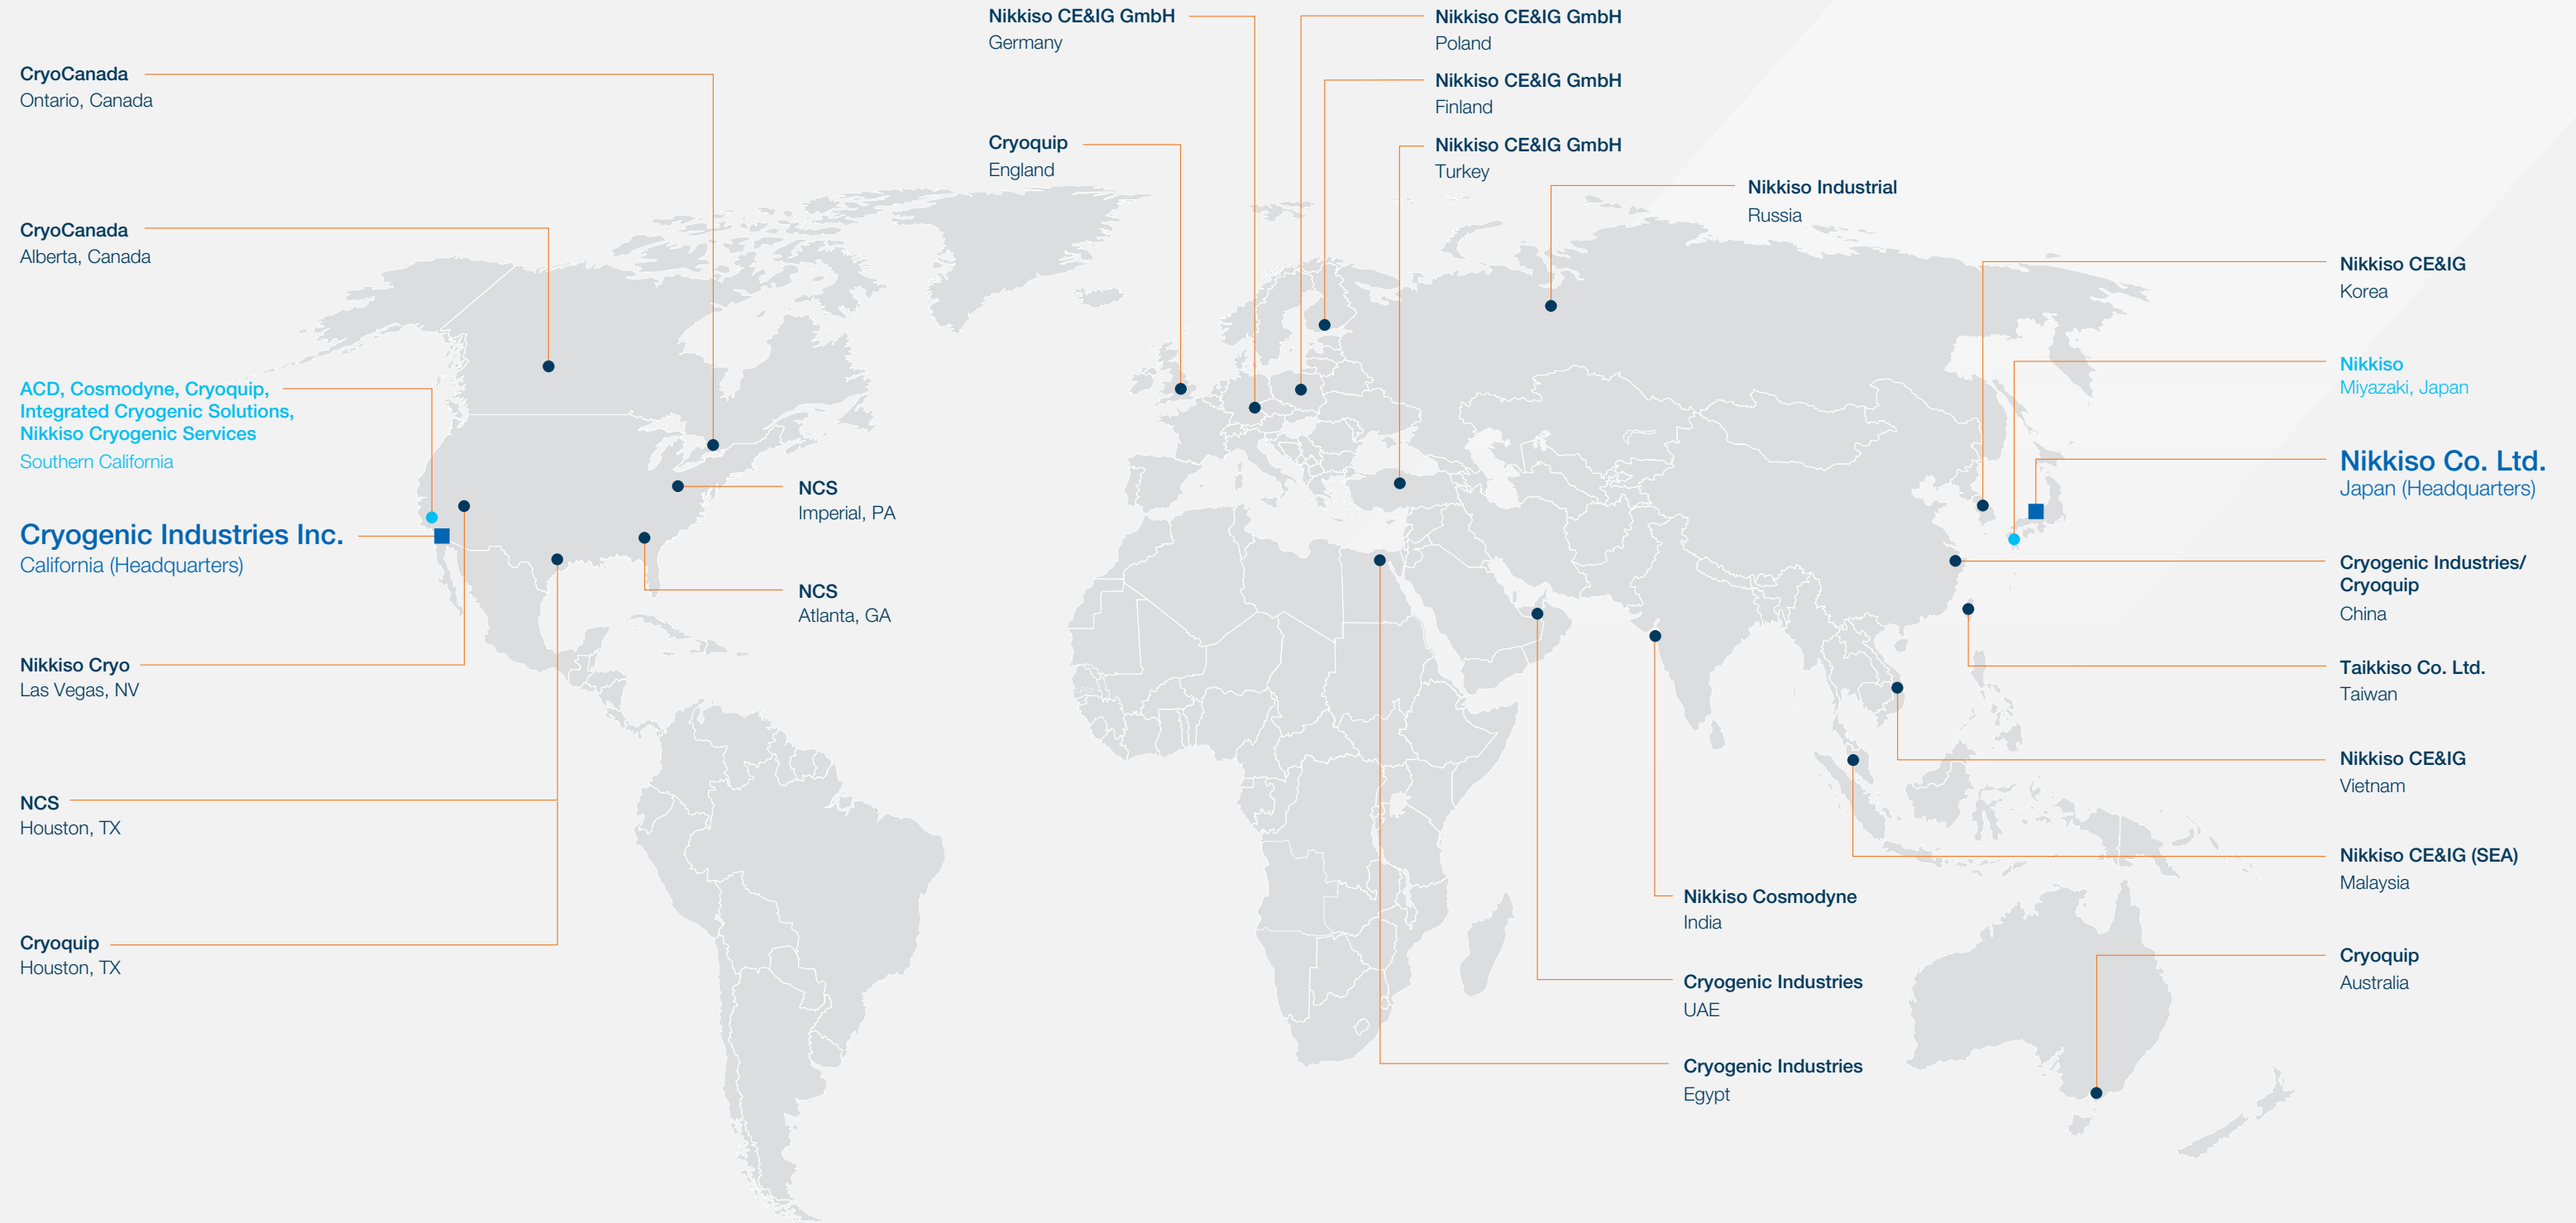 CryoCanada
Ontario, Canada
CryoCanada
Alberta, Canada
ACD, Cosmodyne, Cryoquip,
Integrated Cryogenic Solutions,
Nikkiso Cryogenic Services
Southern California
Cryogenic Industries Inc.
California (Headquarters)
Nikkiso Cryo
Las Vegas, NV
NCS
Houston, TX
Cryoquip
Houston, TX
NCS
Imperial, PA
NCS
Atlanta, GA
Nikkiso CE&IG GmbH
Germany
Cryoquip
England
Nikkiso CE&IG GmbH
Poland
Nikkiso CE&IG GmbH
Finland
Nikkiso CE&IG GmbH
Turkey
Nikkiso Industrial
Russia
Nikkiso Cosmodyne
India
Cryogenic Industries
UAE
Cryogenic Industries
Egypt
Nikkiso CE&IG
Korea
Nikkiso
Miyazaki, Japan
Nikkiso Co. Ltd.
Japan (Headquarters)
Cryogenic Industries/
Cryoquip
China
Taikkiso Co. Ltd.
Taiwan
Nikkiso CE&IG
Vietnam
Nikkiso CE&IG (SEA)
Malaysia
Cryoquip
Australia